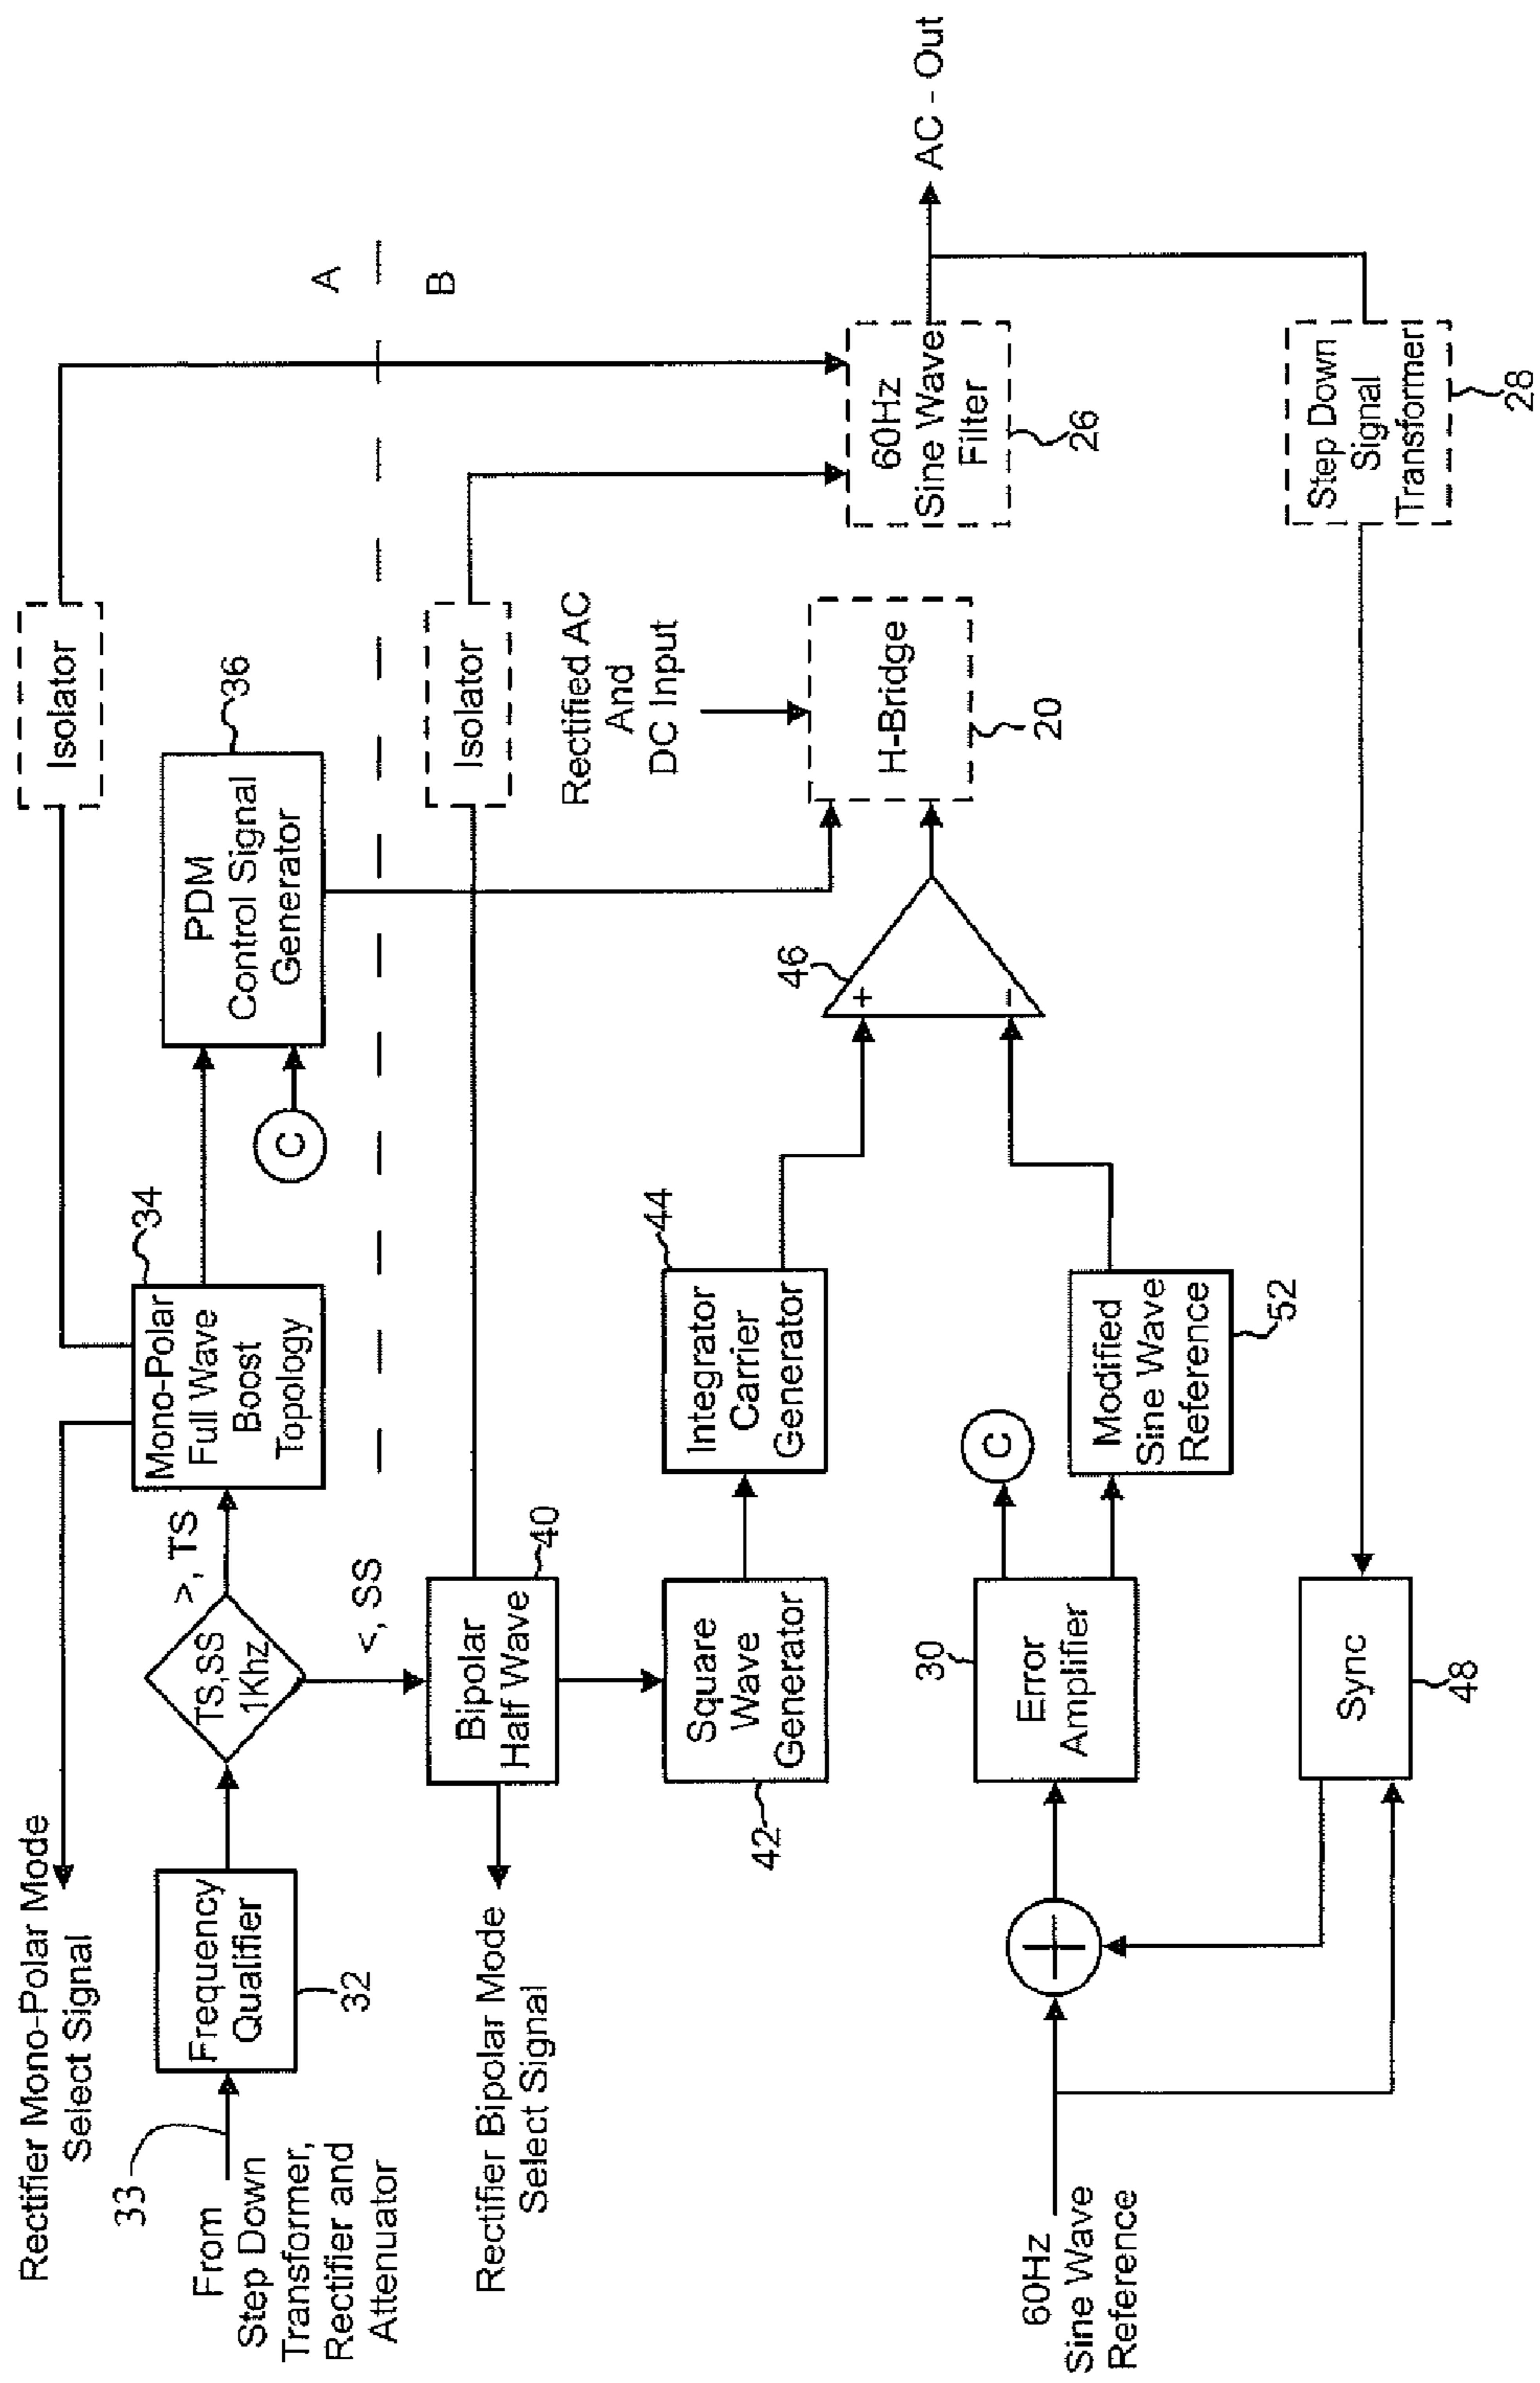 Rectifier Mono-Polar Mode
Select Signal
33
From
Step Down
Transformer,
Rectifier and
Attenuator
Frequency
Qualifier
32
TS,SS
1Khz
>, TS
<, SS
Mono-Polar
Full Wave
Boost
Topology
34
C
PDM
Control Signal
Generator
36
Isolator
A
B
Rectifier Bipolar Mode
Select Signal
Bipolar
Half Wave
40
Isolator
Square
Wave
Generator
42
Integrator
Carrier
Generator
44
46
+
-
Rectified AC
And
DC Input
H-Bridge
20
60Hz
Sine Wave
Filter
26
AC - Out
60Hz
Sine Wave
Reference
+
Error
Amplifier
30
C
Modified
Sine Wave
Reference
52
Sync
48
Step Down
Signal
Transformer
28